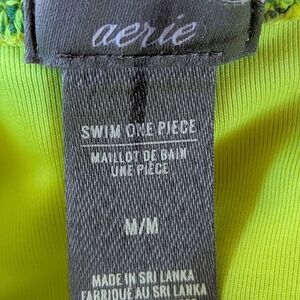 aerie
SWIM ONE PIECE
MAILLOT DE BAIN
UNE PIÈCE
M/M
MADE IN SRI LANKA
FABRIQUÉ AU SRI LANKA